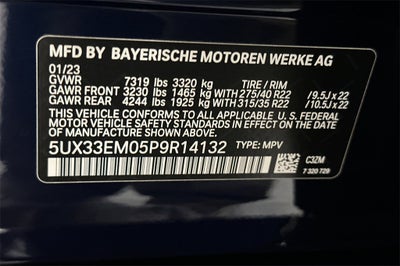 MFD BY BAYERISCHE MOTOREN WERKE AG
01/23
GVWR 7319 lbs 3320 kg TIRE / RIM
GAWR FRONT 3230 lbs 1465 kg WITH 275/40 R22 / 9.5J x 22
GAWR REAR 4244 lbs 1925 kg WITH 315/35 R22 / 10.5J x 22
THIS VEHICLE CONFORMS TO ALL APPLICABLE U. S. FEDERAL
MOTOR VEHICLE SAFETY STANDARDS IN EFFECT ON THE DATE
OF MANUFACTURE SHOWN ABOVE.
5UX33EM05P9R14132 TYPE: MPV
C3ZM
7 320 729